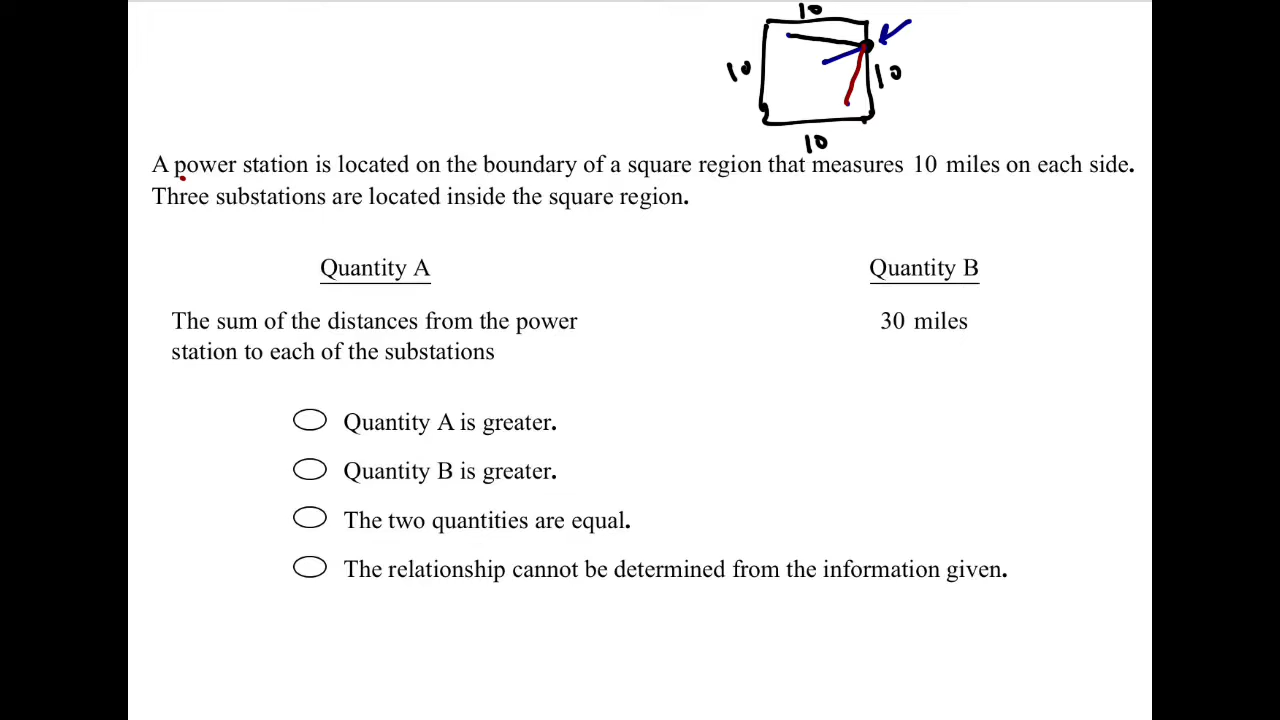 10
10
10
10
A power station is located on the boundary of a square region that measures 10 miles on each side.
Three substations are located inside the square region.
Quantity A
Quantity B
The sum of the distances from the power
station to each of the substations
30 miles
Quantity A is greater.
Quantity B is greater.
The two quantities are equal.
The relationship cannot be determined from the information given.